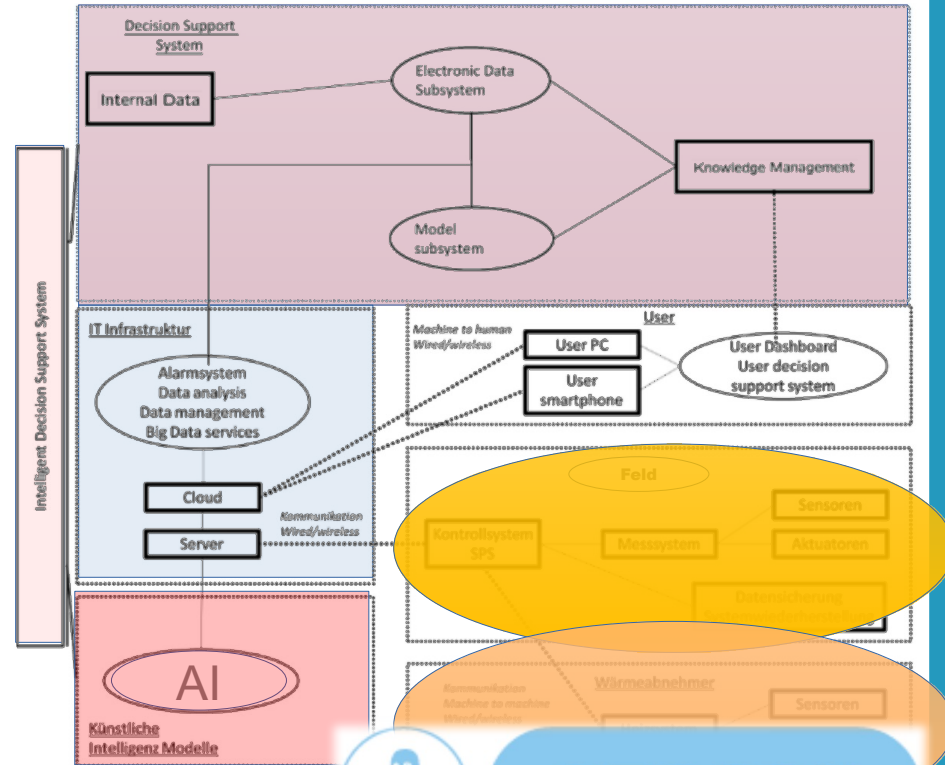 Decision Support
System
Internal Data
Electronic Data
Subsystem
Knowledge Management
Model
subsystem
Intelligent Decision Support System
IT Infrastruktur
Alarmsystem
Data analysis
Data management
Big Data services
Cloud
Server
Kommunikation
Wired/wireless
User
Machine to human
Wired/wireless
User PC
User
smartphone
User Dashboard
User decision
support system
Feld
Kontrollsystem
SPS
Messsystem
Sensoren
Aktuatoren
Datensicherung
AI
Künstliche
Intelligenz Modelle
Wärmeabnehmer
Kommunikation
Machine to machine
Wired/wireless
Sensoren